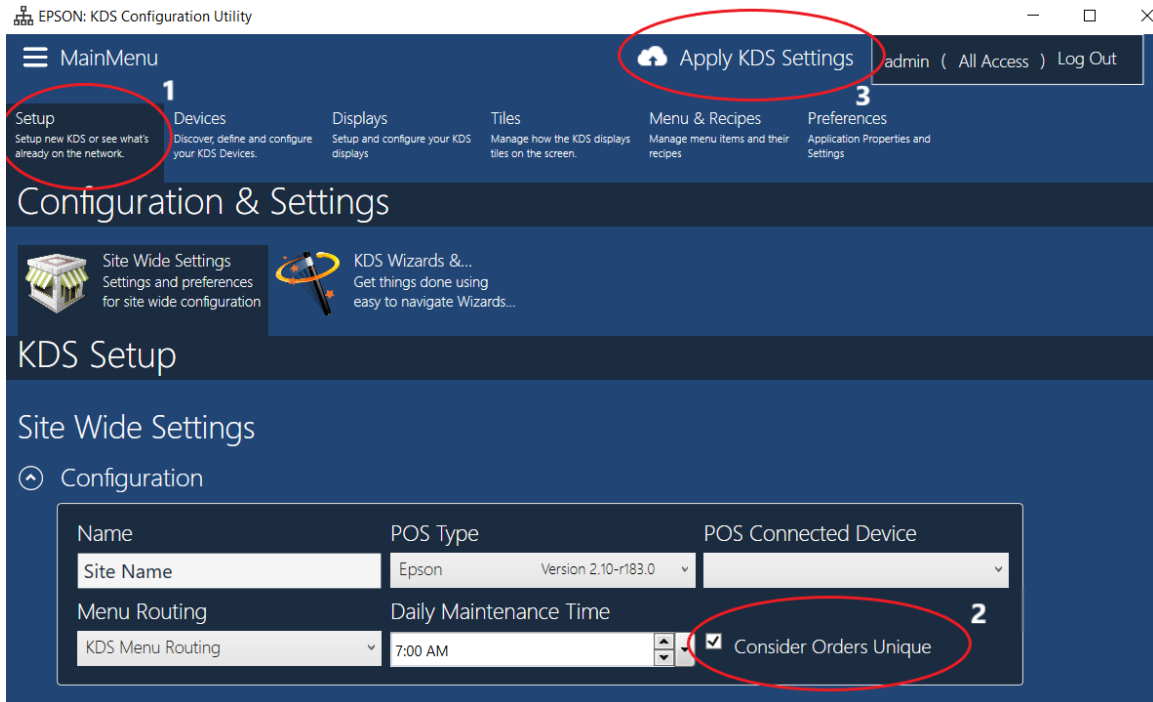 EPSON: KDS Configuration Utility
MainMenu
Apply KDS Settings
admin ( All Access ) Log Out
1
3
Setup
Setup new KDS or see what's
already on the network.
Devices
Discover, define and configure
your KDS Devices.
Displays
Setup and configure your KDS
displays
Tiles
Manage how the KDS displays
tiles on the screen.
Menu & Recipes
Manage menu items and their
recipes
Preferences
Application Properties and
Settings
Configuration & Settings
Site Wide Settings
Settings and preferences
for site wide configuration
KDS Wizards &...
Get things done using
easy to navigate Wizards...
KDS Setup
Site Wide Settings
Configuration
Name
POS Type
POS Connected Device
Site Name
Epson Version 2.10-r183.0
Menu Routing
Daily Maintenance Time
2
KDS Menu Routing
7:00 AM
Consider Orders Unique